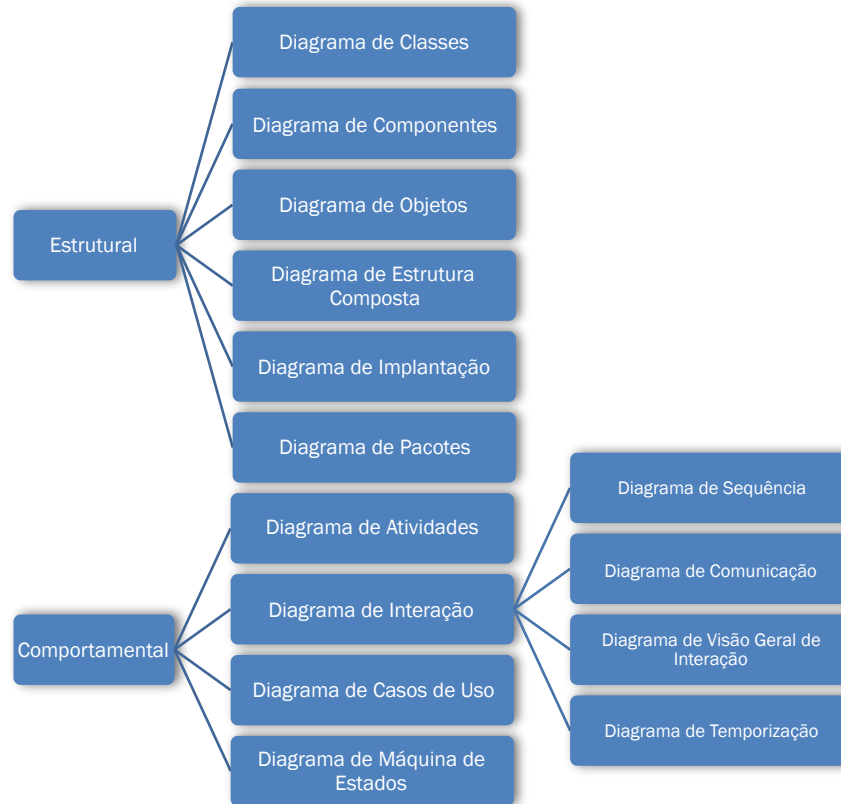 Estrutural
Diagrama de Classes
Diagrama de Componentes
Diagrama de Objetos
Diagrama de Estrutura
Composta
Diagrama de Implantação
Diagrama de Pacotes
Comportamental
Diagrama de Atividades
Diagrama de Interação
Diagrama de Sequência
Diagrama de Comunicação
Diagrama de Visão Geral de
Interação
Diagrama de Temporização
Diagrama de Casos de Uso
Diagrama de Máquina de
Estados